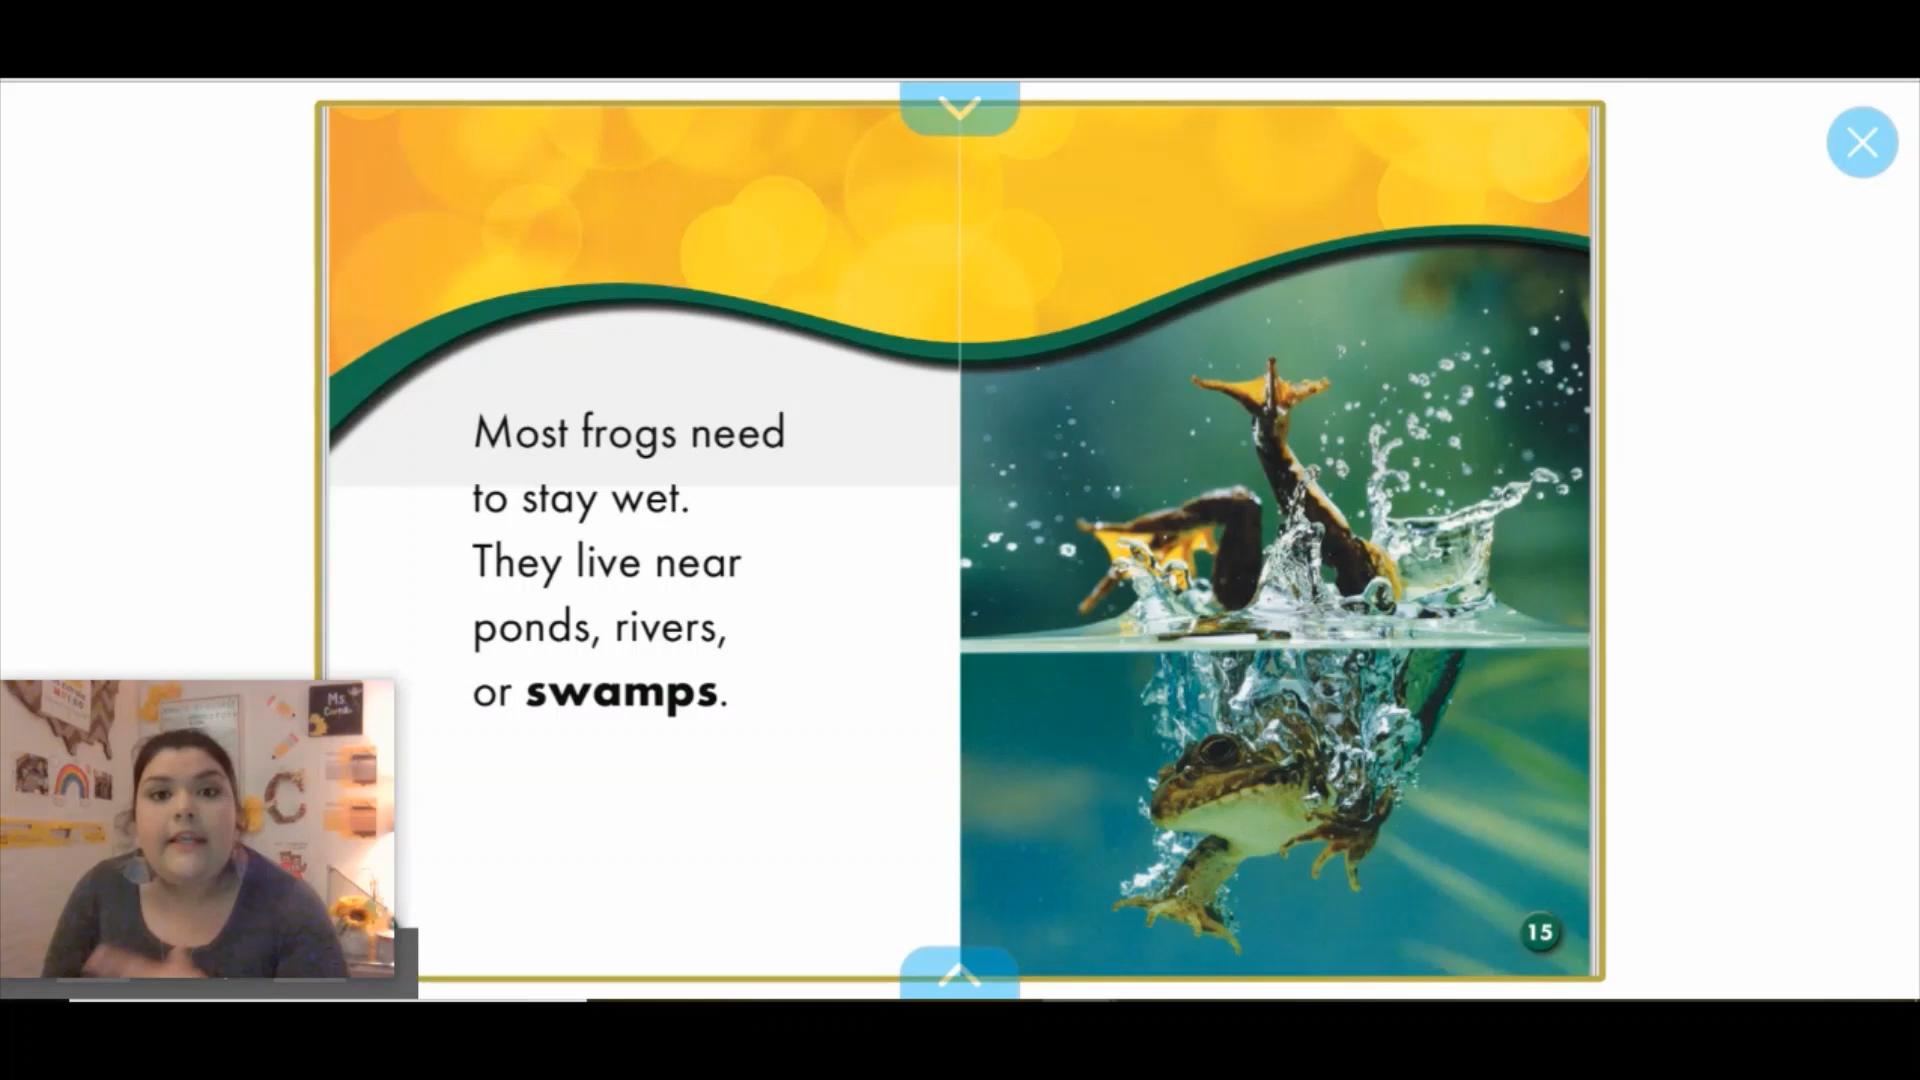 Most frogs need
to stay wet.
They live near
ponds, rivers,
or swamps.
15
Ms.
C